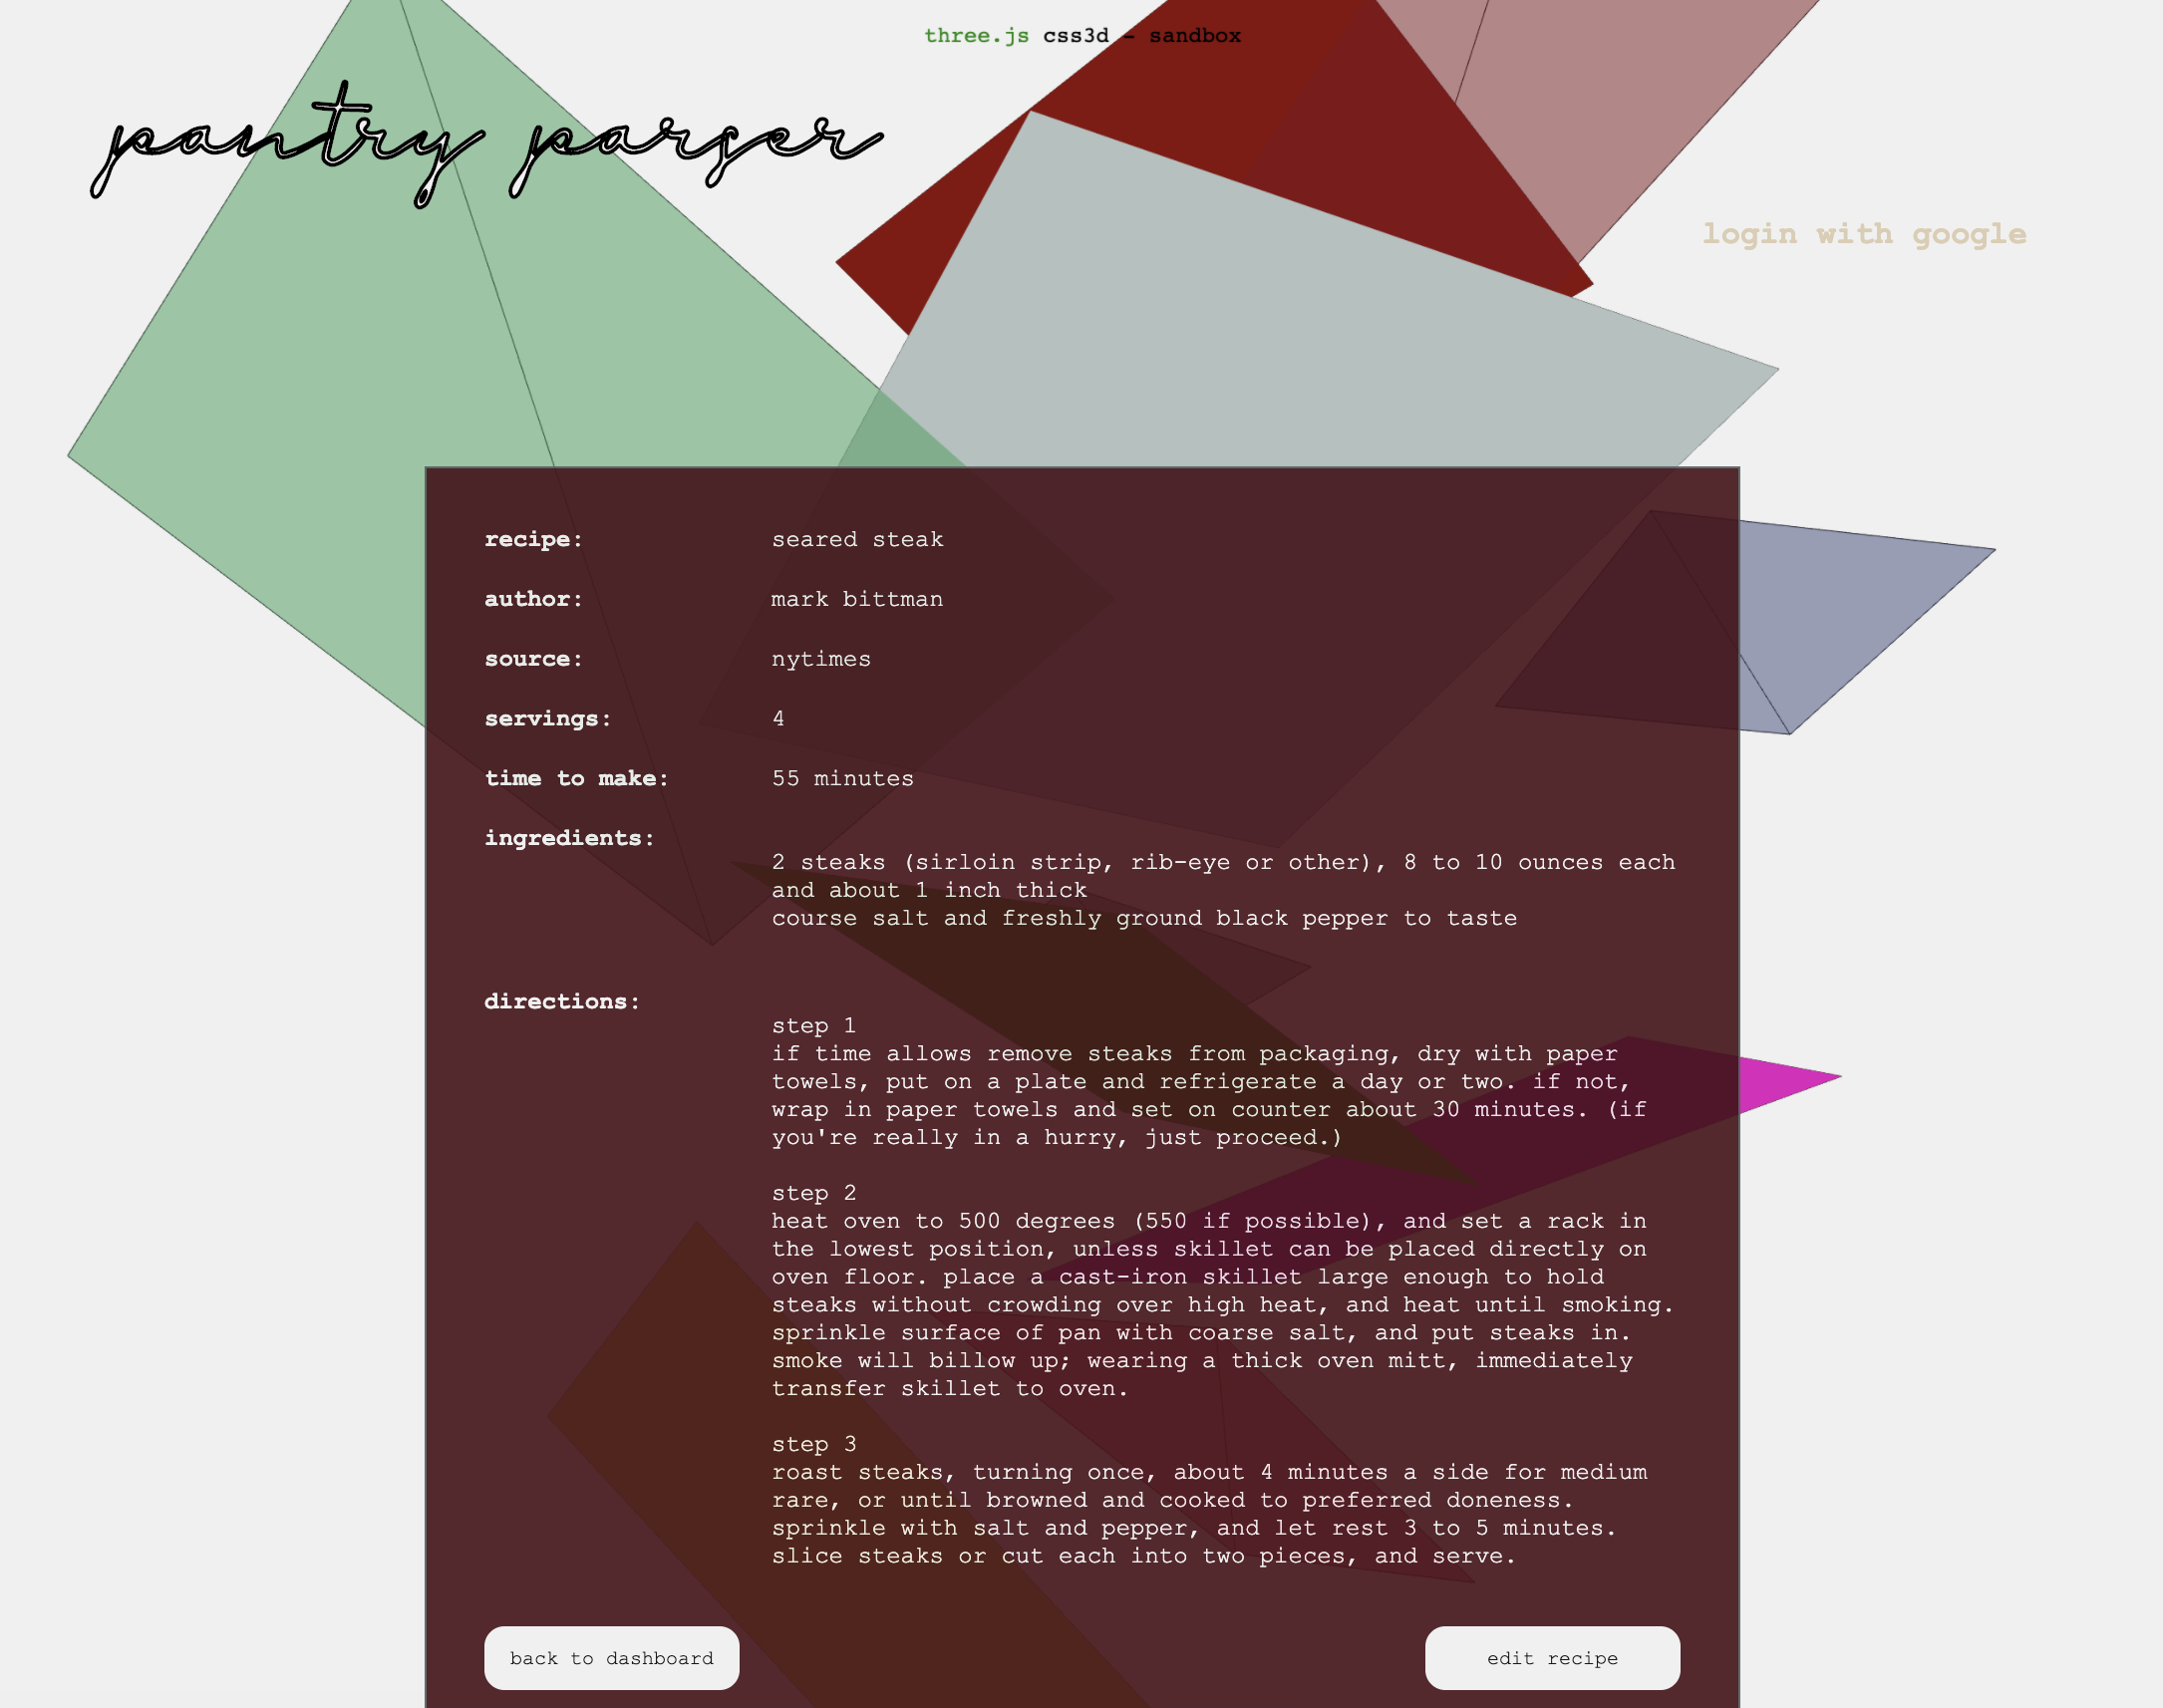 three.js css3d - sandbox
pantry parser
login with google
recipe: seared steak
author: mark bittman
source: nytimes
servings: 4
time to make: 55 minutes
ingredients:
2 steaks (sirloin strip, rib-eye or other), 8 to 10 ounces each
and about 1 inch thick
course salt and freshly ground black pepper to taste
directions:
step 1
if time allows remove steaks from packaging, dry with paper
towels, put on a plate and refrigerate a day or two. if not,
wrap in paper towels and set on counter about 30 minutes. (if
you're really in a hurry, just proceed.)
step 2
heat oven to 500 degrees (550 if possible), and set a rack in
the lowest position, unless skillet can be placed directly on
oven floor. place a cast-iron skillet large enough to hold
steaks without crowding over high heat, and heat until smoking.
sprinkle surface of pan with coarse salt, and put steaks in.
smoke will billow up; wearing a thick oven mitt, immediately
transfer skillet to oven.
step 3
roast steaks, turning once, about 4 minutes a side for medium
rare, or until browned and cooked to preferred doneness.
sprinkle with salt and pepper, and let rest 3 to 5 minutes.
slice steaks or cut each into two pieces, and serve.
back to dashboard
edit recipe